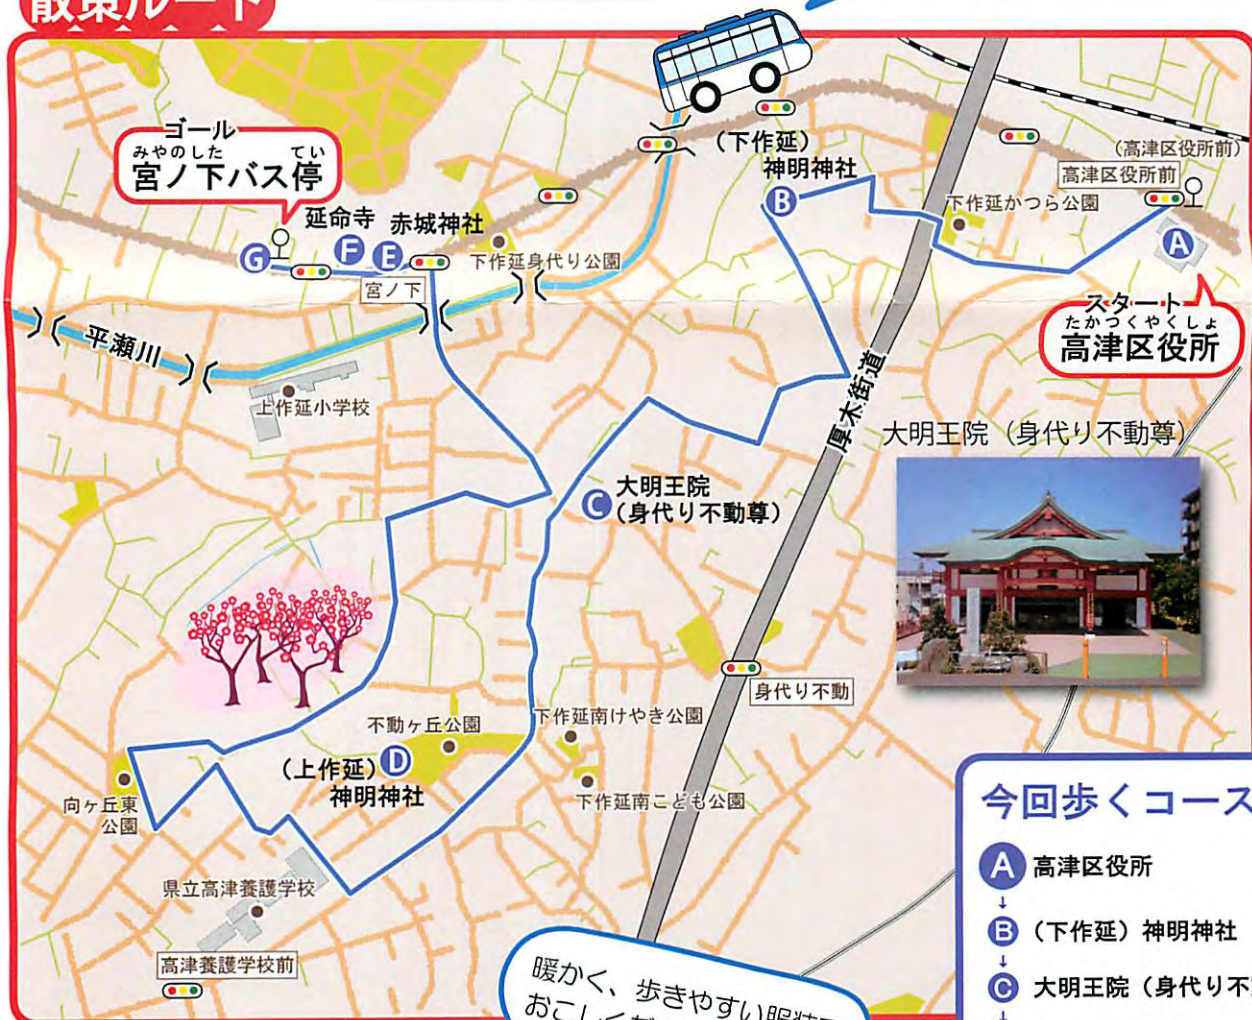 散策ルート
ゴール
みやのした てい
宮ノ下バス停
延命寺
赤城神社
G
F
E
宮ノ下
下作延身代り公園
(下作延)
神明神社
B
(高津区役所前)
高津区役所前
下作延かつら公園
A
スタート
たかつくやくしょ
高津区役所
平瀬川
上作延小学校
厚木街道
大明王院(身代り不動尊)
C
大明王院
(身代り不動尊)
身代り不動
不動ヶ丘公園
下作延南けやき公園
(上作延)
D
神明神社
下作延南こども公園
向ヶ丘東
公園
県立高津養護学校
高津養護学校前
暖かく、歩きやすい服装
今回歩くコース
A 高津区役所
↓
B (下作延)神明神社
↓
C 大明王院(身代り不
↓